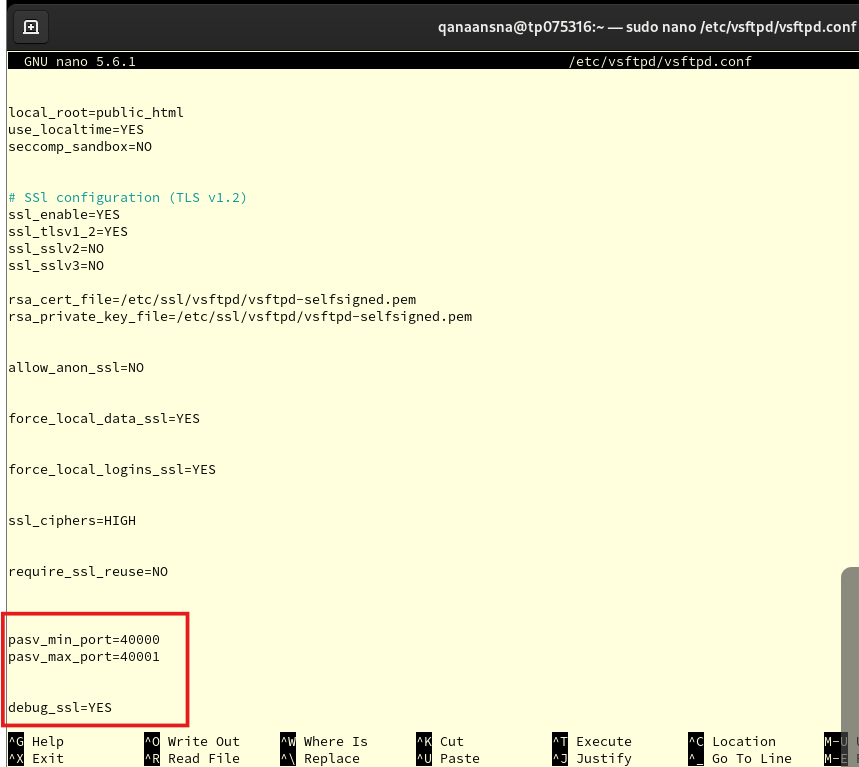 qanaansna@tp075316:~ — sudo nano /etc/vsftpd/vsftpd.conf
GNU nano 5.6.1 /etc/vsftpd/vsftpd.conf
local_root=public_html
use_localtime=YES
seccomp_sandbox=NO
# SSl configuration (TLS v1.2)
ssl_enable=YES
ssl_tlsv1_2=YES
ssl_sslv2=NO
ssl_sslv3=NO
rsa_cert_file=/etc/ssl/vsftpd/vsftpd-selfsigned.pem
rsa_private_key_file=/etc/ssl/vsftpd/vsftpd-selfsigned.pem
allow_anon_ssl=NO
force_local_data_ssl=YES
force_local_logins_ssl=YES
ssl_ciphers=HIGH
require_ssl_reuse=NO
pasv_min_port=40000
pasv_max_port=40001
debug_ssl=YES
^G Help ^O Write Out ^W Where Is ^K Cut ^T Execute ^C Location M-U
^X Exit ^R Read File ^\ Replace ^U Paste ^J Justify ^_ Go To Line M-E